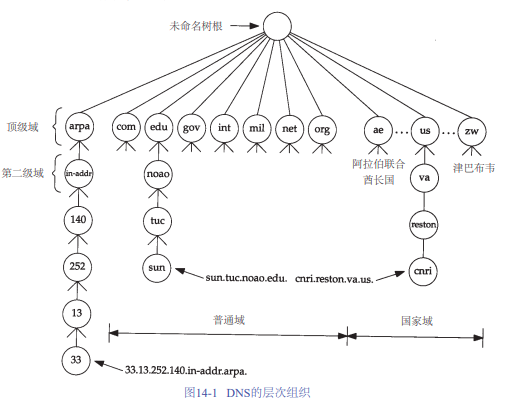 未命名树根
顶级域 arpa com edu gov int mil net org ae ... us ... zw
阿拉伯联合
酋长国
津巴布韦
第二级域 in-addr noao va
140 tuc reston
252 sun sun.tuc.noao.edu. cnri.reston.va.us. cnri
13 普通域 国家域
33 33.13.252.140.in-addr.arpa.
图14-1 DNS的层次组织